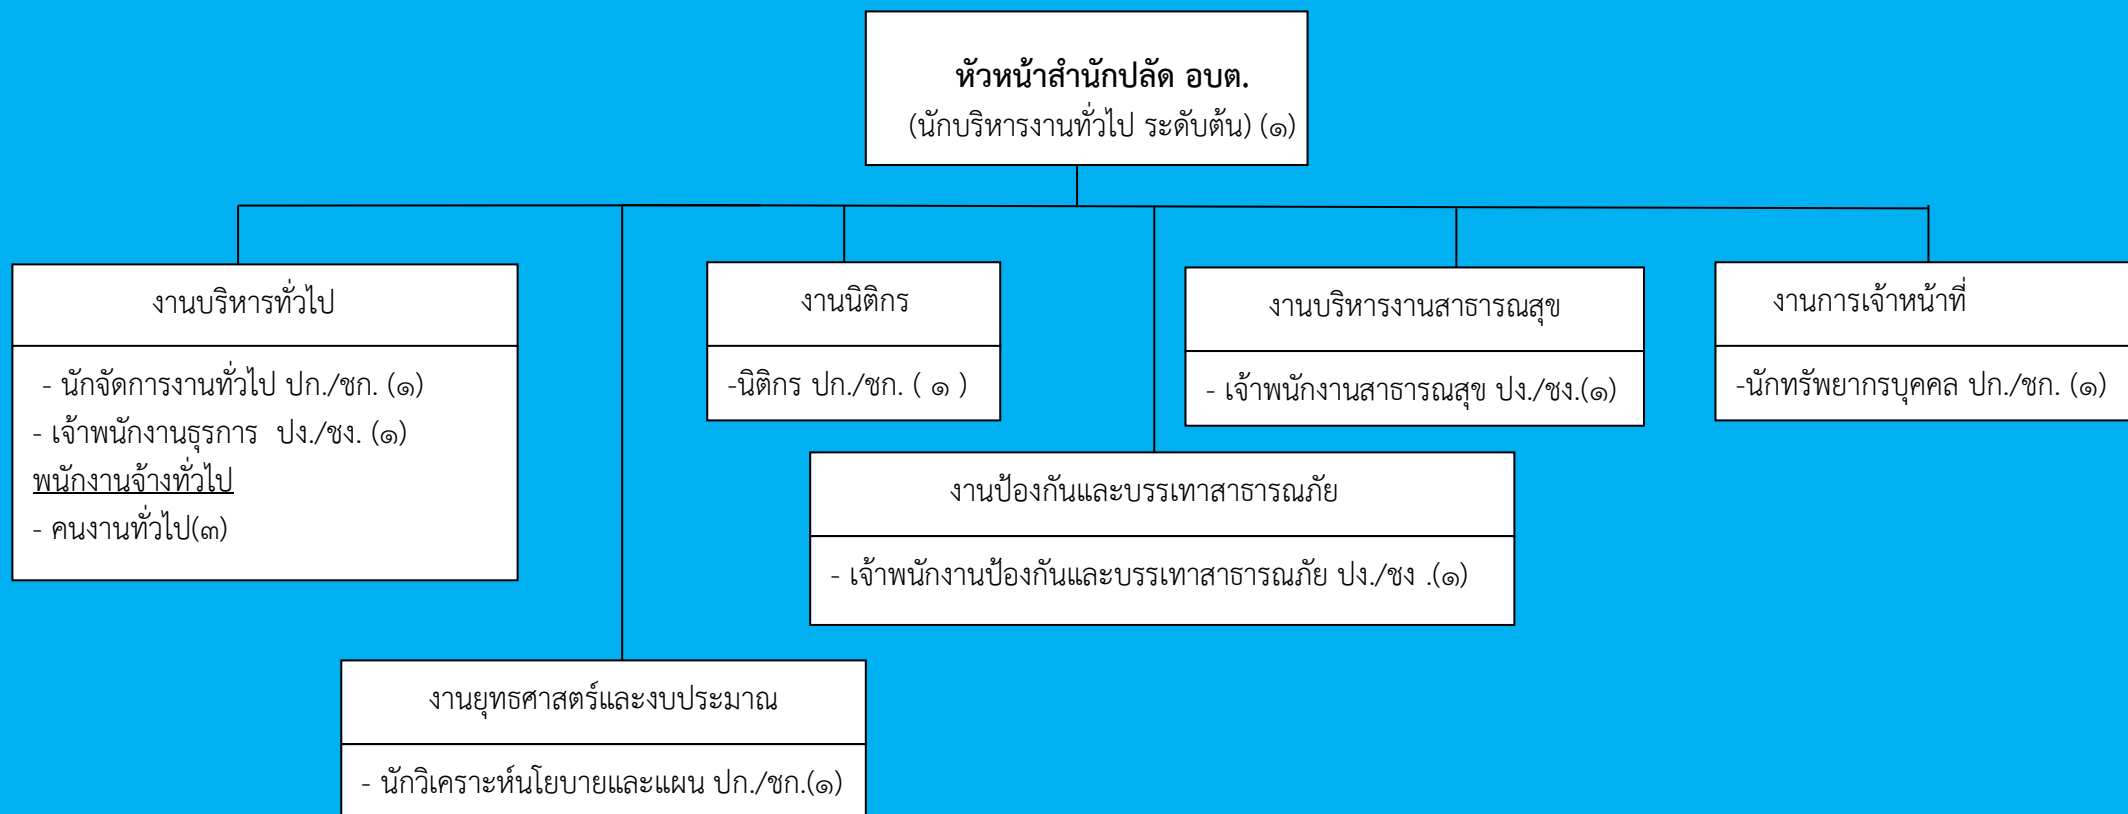 หัวหน้าสำนักปลัด อบต.
(นักบริหารงานทั่วไป ระดับต้น) (๑)
งานบริหารทั่วไป
- นักจัดการงานทั่วไป ปก./ชก. (๑)
- เจ้าพนักงานธุรการ ปง./ชง. (๑)
พนักงานจ้างทั่วไป
- คนงานทั่วไป(๓)
งานนิติกร
-นิติกร ปก./ชก. ( ๑ )
งานบริหารงานสาธารณสุข
- เจ้าพนักงานสาธารณสุข ปง./ชง.(๑)
งานการเจ้าหน้าที่
-นักทรัพยากรบุคคล ปก./ชก. (๑)
งานป้องกันและบรรเทาสาธารณภัย
- เจ้าพนักงานป้องกันและบรรเทาสาธารณภัย ปง./ชง .(๑)
งานยุทธศาสตร์และงบประมาณ
- นักวิเคราะห์นโยบายและแผน ปก./ชก.(๑)